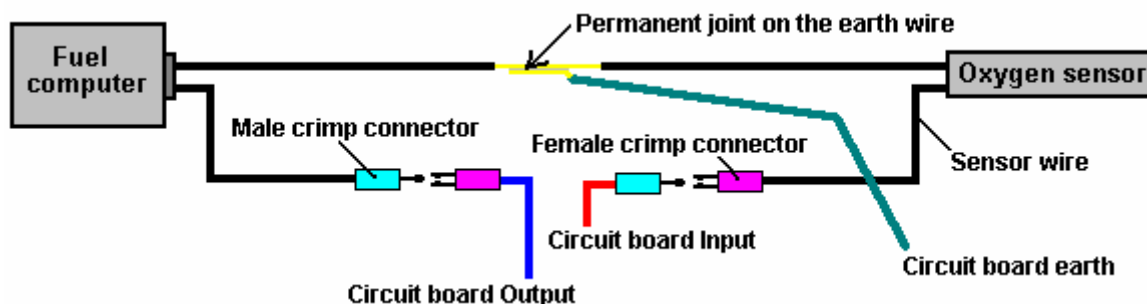 Permanent joint on the earth wire
Fuel
computer
Oxygen sensor
Male crimp connector
Female crimp connector
Sensor wire
Circuit board Input
Circuit board earth
Circuit board Output